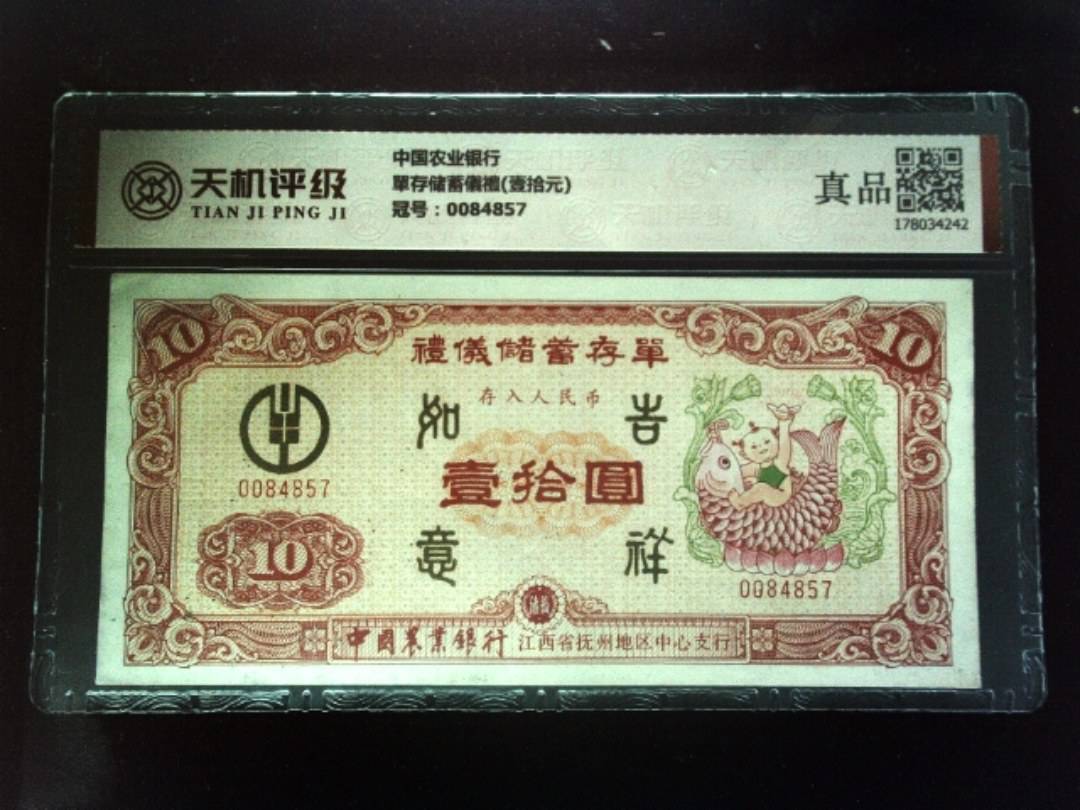 天机评级
TIAN JI PING JI
中国农业银行
單存储蓄儀禮(壹拾元)
冠号：0084857
真品
178034242
10
10
禮儀儲蓄存單
存入人民币
如 吉
壹拾圓
意 祥
0084857
10
0084857
中國農業銀行 江西省抚州地区中心支行